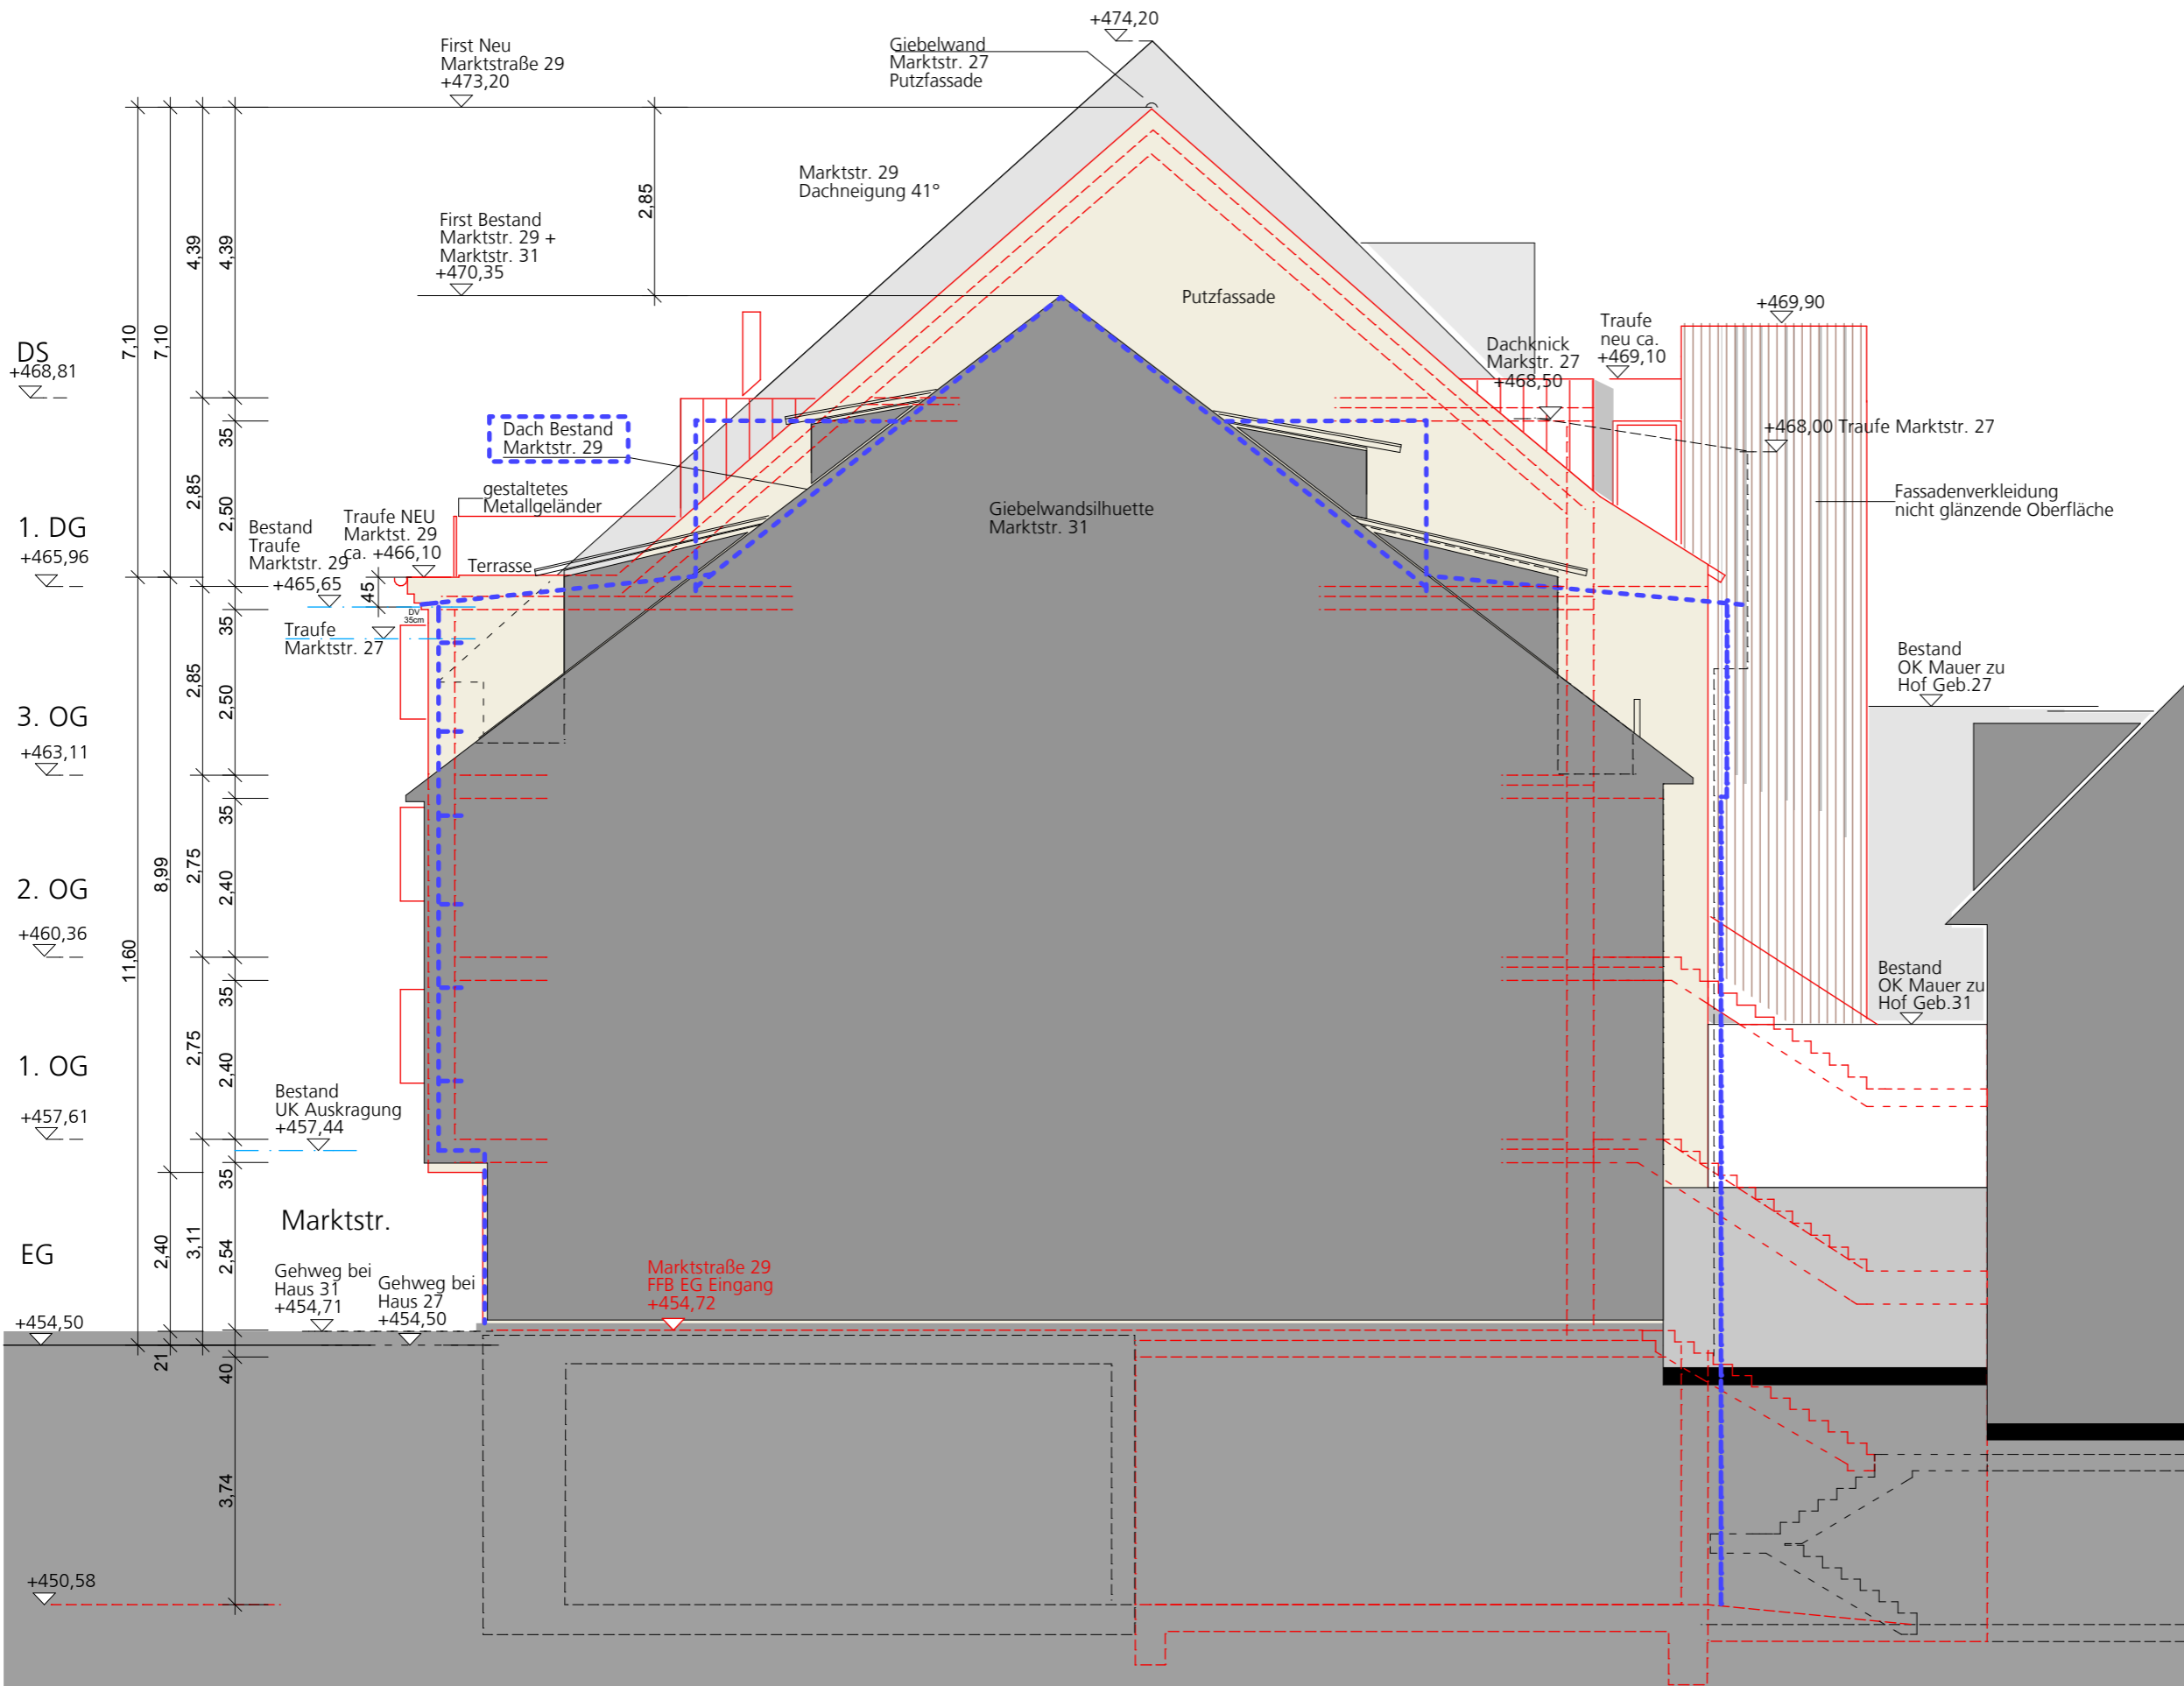 +474,20
First Neu
Marktstraße 29
+473,20
Giebelwand
Marktstr. 27
Putzfassade
Marktstr. 29
Dachneigung 41°
2,85
First Bestand
Marktstr. 29 +
Marktstr. 31
+470,35
4,39
4,39
7,10
7,10
Putzfassade
+469,90
Traufe
neu ca.
+469,10
Dachknick
Markstr. 27
+468,50
DS
+468,81
+468,00 Traufe Marktstr. 27
Dach Bestand
Marktstr. 29
35
2,85
2,50
gestaltetes
Metallgeländer
Giebelwandsilhuette
Marktstr. 31
Fassadenverkleidung
nicht glänzende Oberfläche
1. DG
+465,96
Bestand
Traufe
Marktstr. 29
+465,65
Traufe NEU
Marktst. 29
ca. +466,10
Terrasse
45
DV
35cm
35
Traufe
Marktstr. 27
2,85
2,50
Bestand
OK Mauer zu
Hof Geb.27
3. OG
+463,11
35
8,99
2,75
2,40
2. OG
+460,36
11,60
35
Bestand
OK Mauer zu
Hof Geb.31
2,75
2,40
1. OG
+457,61
Bestand
UK Auskragung
+457,44
35
Marktstr.
2,40
3,11
2,54
EG
Gehweg bei
Haus 31
+454,71
Gehweg bei
Haus 27
+454,50
Marktstraße 29
FFB EG Eingang
+454,72
+454,50
21
40
3,74
+450,58